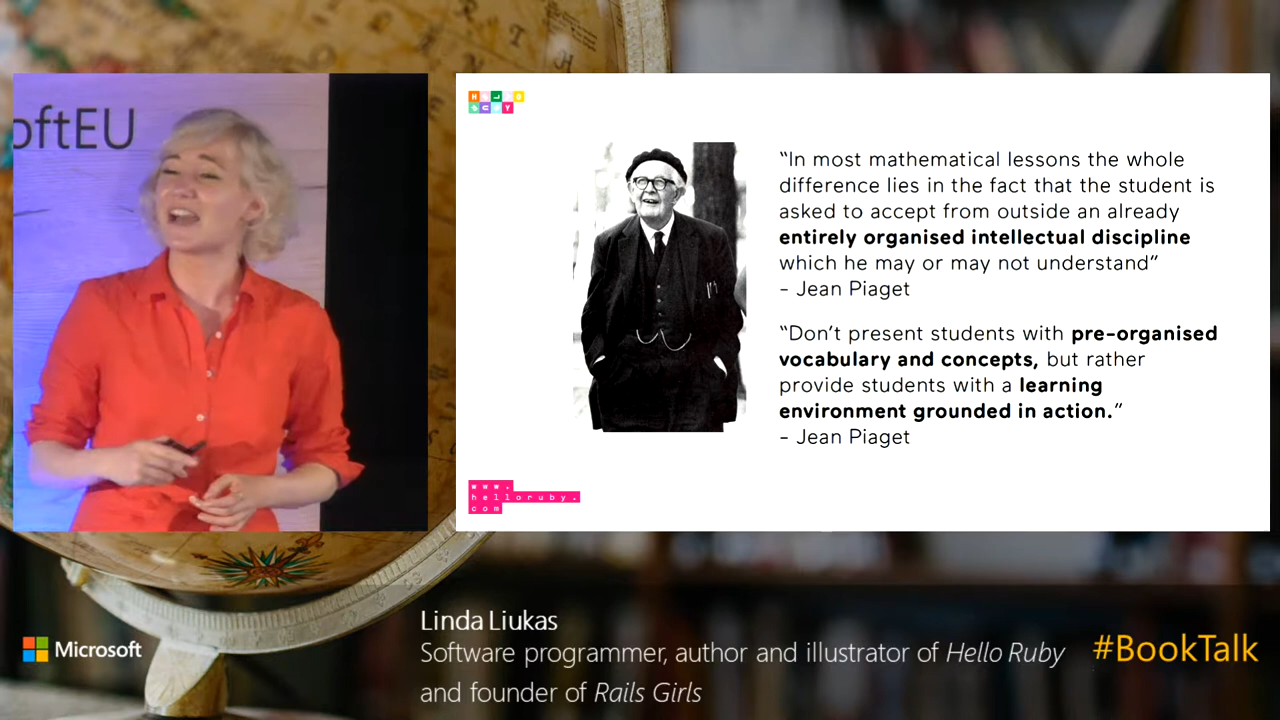 oftEU
HELLO
RUBY
“In most mathematical lessons the whole
difference lies in the fact that the student is
asked to accept from outside an already
entirely organised intellectual discipline
which he may or may not understand”
- Jean Piaget
“Don’t present students with pre-organised
vocabulary and concepts, but rather
provide students with a learning
environment grounded in action.”
- Jean Piaget
www.
helloruby.
com
Linda Liukas
Software programmer, author and illustrator of Hello Ruby
and founder of Rails Girls
Microsoft
#BookTalk